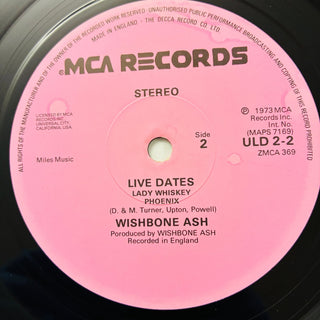 ALL RIGHTS OF THE MANUFACTURER AND OF THE OWNER OF THE RECORDED WORK RESERVED · UNAUTHORISED PUBLIC PERFORMANCE BROADCASTING AND COPYING OF THIS RECORD PROHIBITED
MADE IN ENGLAND · THE DECCA RECORD CO LTD
MCA RECORDS
STEREO
LICENSED BY MCA
RECORDS INC.
UNIVERSAL CITY,
CALIFORNIA. USA.
Miles Music
Side
2
Ⓟ 1973 MCA
Records Inc.
Int. No.
(MAPS 7169)
ULD 2-2
ZMCA 369
LIVE DATES
LADY WHISKEY
PHOENIX
(D. & M. Turner, Upton, Powell)
WISHBONE ASH
Poroduced by WISHBONE ASH
Recorded in England